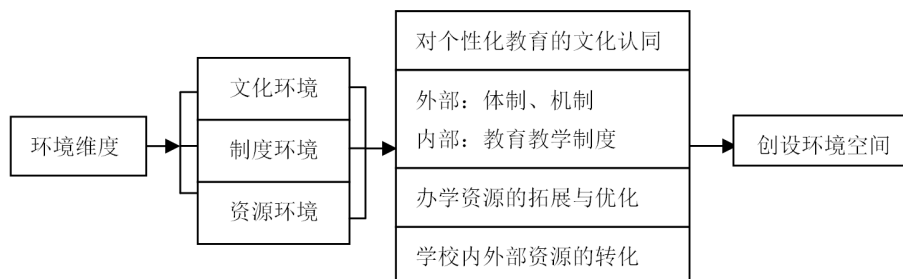 环境维度
文化环境
制度环境
资源环境
对个性化教育的文化认同
外部：体制、机制
内部：教育教学制度
办学资源的拓展与优化
学校内外部资源的转化
创设环境空间